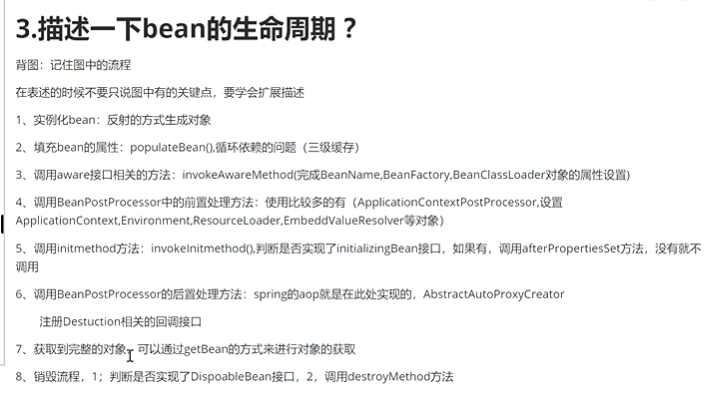 3.描述一下bean的生命周期？
背图：记住图中的流程
在表述的时候不要只说图中有的关键点，要学会扩展描述
1、实例化bean：反射的方式生成对象
2、填充bean的属性：populateBean(),循环依赖的问题（三级缓存）
3、调用aware接口相关的方法：invokeAwareMethod(完成BeanName,BeanFactory,BeanClassLoader对象的属性设置)
4、调用BeanPostProcessor中的前置处理方法：使用比较多的有（ApplicationContextPostProcessor,设置
ApplicationContext,Environment,ResourceLoader,EmbeddValueResolver等对象）
5、调用initmethod方法：invokeInitmethod(),判断是否实现了initializingBean接口，如果有，调用afterPropertiesSet方法，没有就不
调用
6、调用BeanPostProcessor的后置处理方法：spring的aop就是在此处实现的，AbstractAutoProxyCreator
注册Destuction相关的回调接口
7、获取到完整的对象，可以通过getBean的方式来进行对象的获取
8、销毁流程，1；判断是否实现了DispoableBean接口，2，调用destroyMethod方法